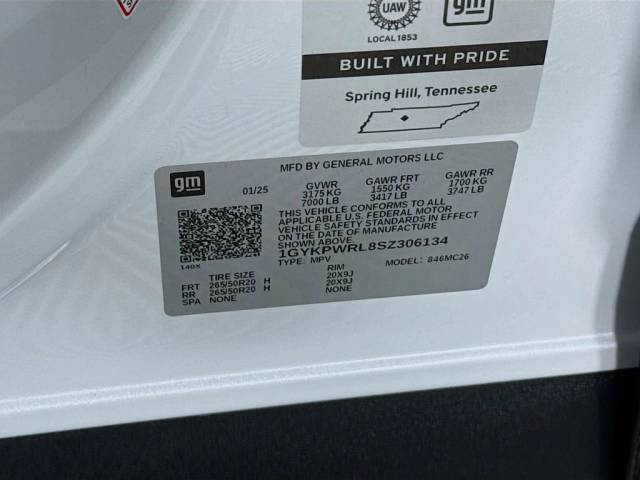 UAW
gm
LOCAL 1853
BUILT WITH PRIDE
Spring Hill, Tennessee
MFD BY GENERAL MOTORS LLC
gm
01/25
GVWR GAWR FRT GAWR RR
3175 KG 1550 KG 1700 KG
7000 LB 3417 LB 3747 LB
THIS VEHICLE CONFORMS TO ALL
APPLICABLE U.S. FEDERAL MOTOR
VEHICLE SAFETY STANDARDS IN EFFECT
ON THE DATE OF MANUFACTURE
SHOWN ABOVE.
1GYKPWRL8SZ306134
TYPE: MPV MODEL: 846MC26
140X
TIRE SIZE RIM
FRT 265/50R20 H 20X9J
RR 265/50R20 H 20X9J
SPA NONE NONE